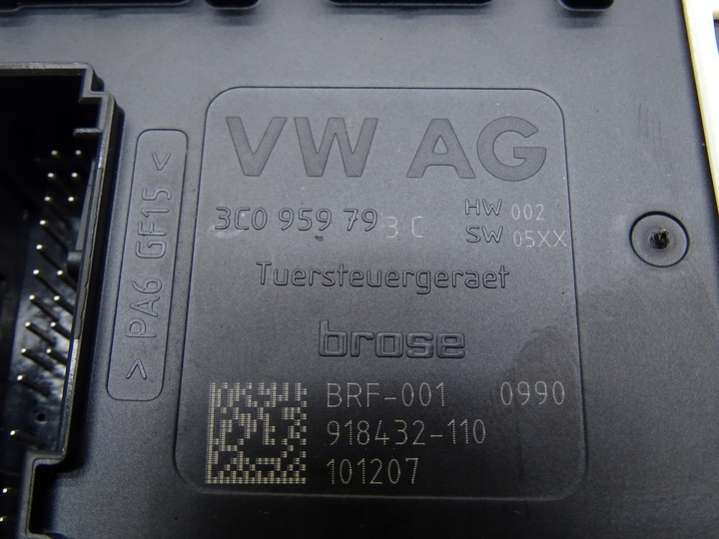 VW AG
3C0 959 79 3 C HW 002
SW 05XX
Tuersteuergeraet
brose
BRF-001 0990
918432-110
101207
> PA6 GF15 <